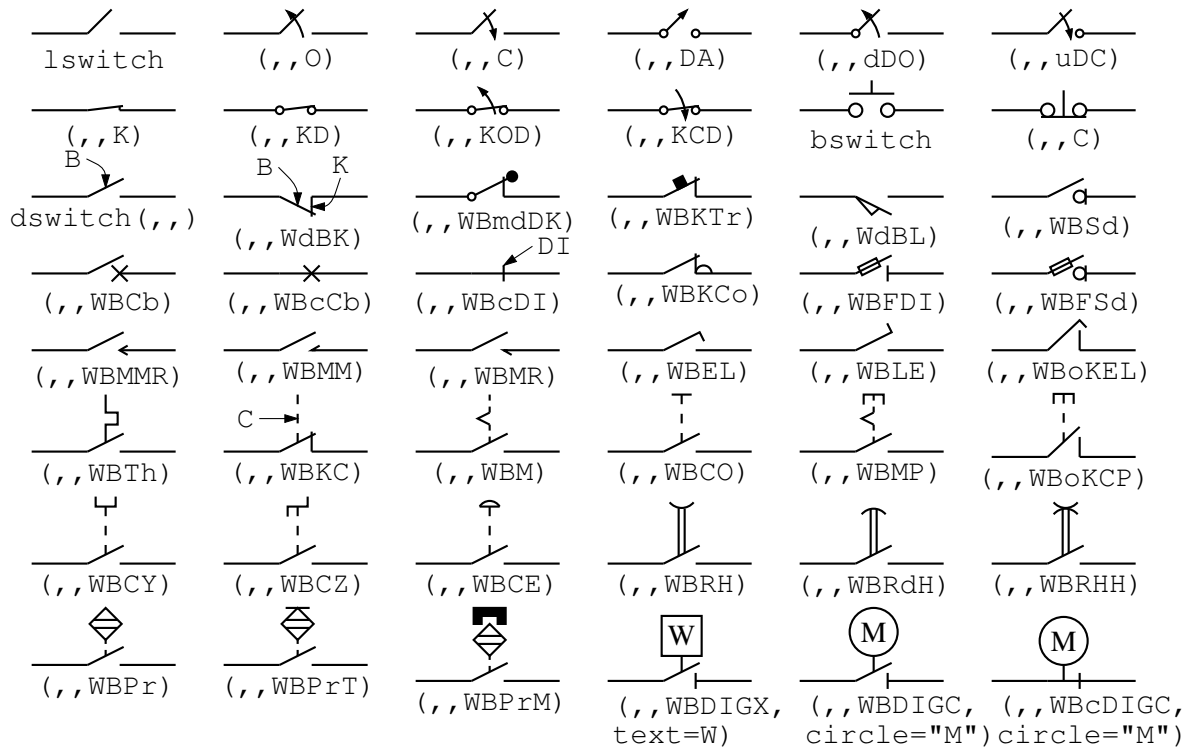 lswitch
(,,O)
(,,C)
(,,DA)
(,,dDO)
(,,uDC)
(,,K)
(,,KD)
(,,KOD)
(,,KCD)
bswitch
(,,C)
B
dswitch(,,)
B
K
(,,WdBK)
(,,WBmdDK)
(,,WBKTr)
(,,WdBL)
(,,WBSd)
(,,WBCb)
(,,WBcCb)
DI
(,,WBcDI)
(,,WBKCo)
(,,WBFDI)
(,,WBFSd)
(,,WBMMR)
(,,WBMM)
(,,WBMR)
(,,WBEL)
(,,WBLE)
(,,WBoKEL)
(,,WBTh)
C
(,,WBKC)
(,,WBM)
(,,WBCO)
(,,WBMP)
(,,WBoKCP)
(,,WBCY)
(,,WBCZ)
(,,WBCE)
(,,WBRH)
(,,WBRdH)
(,,WBRHH)
(,,WBPr)
(,,WBPrT)
(,,WBPrM)
W
(,,WBDIGX,
text=W)
M
(,,WBDIGC,
circle="M")
M
(,,WBcDIGC,
circle="M")